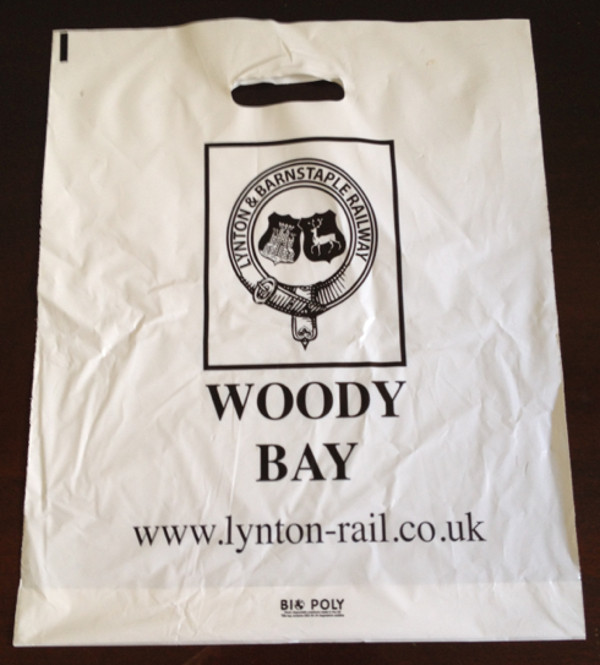 LYNTON & BARNSTAPLE RAILWAY
WOODY
BAY
www.lynton-rail.co.uk
BIO POLY